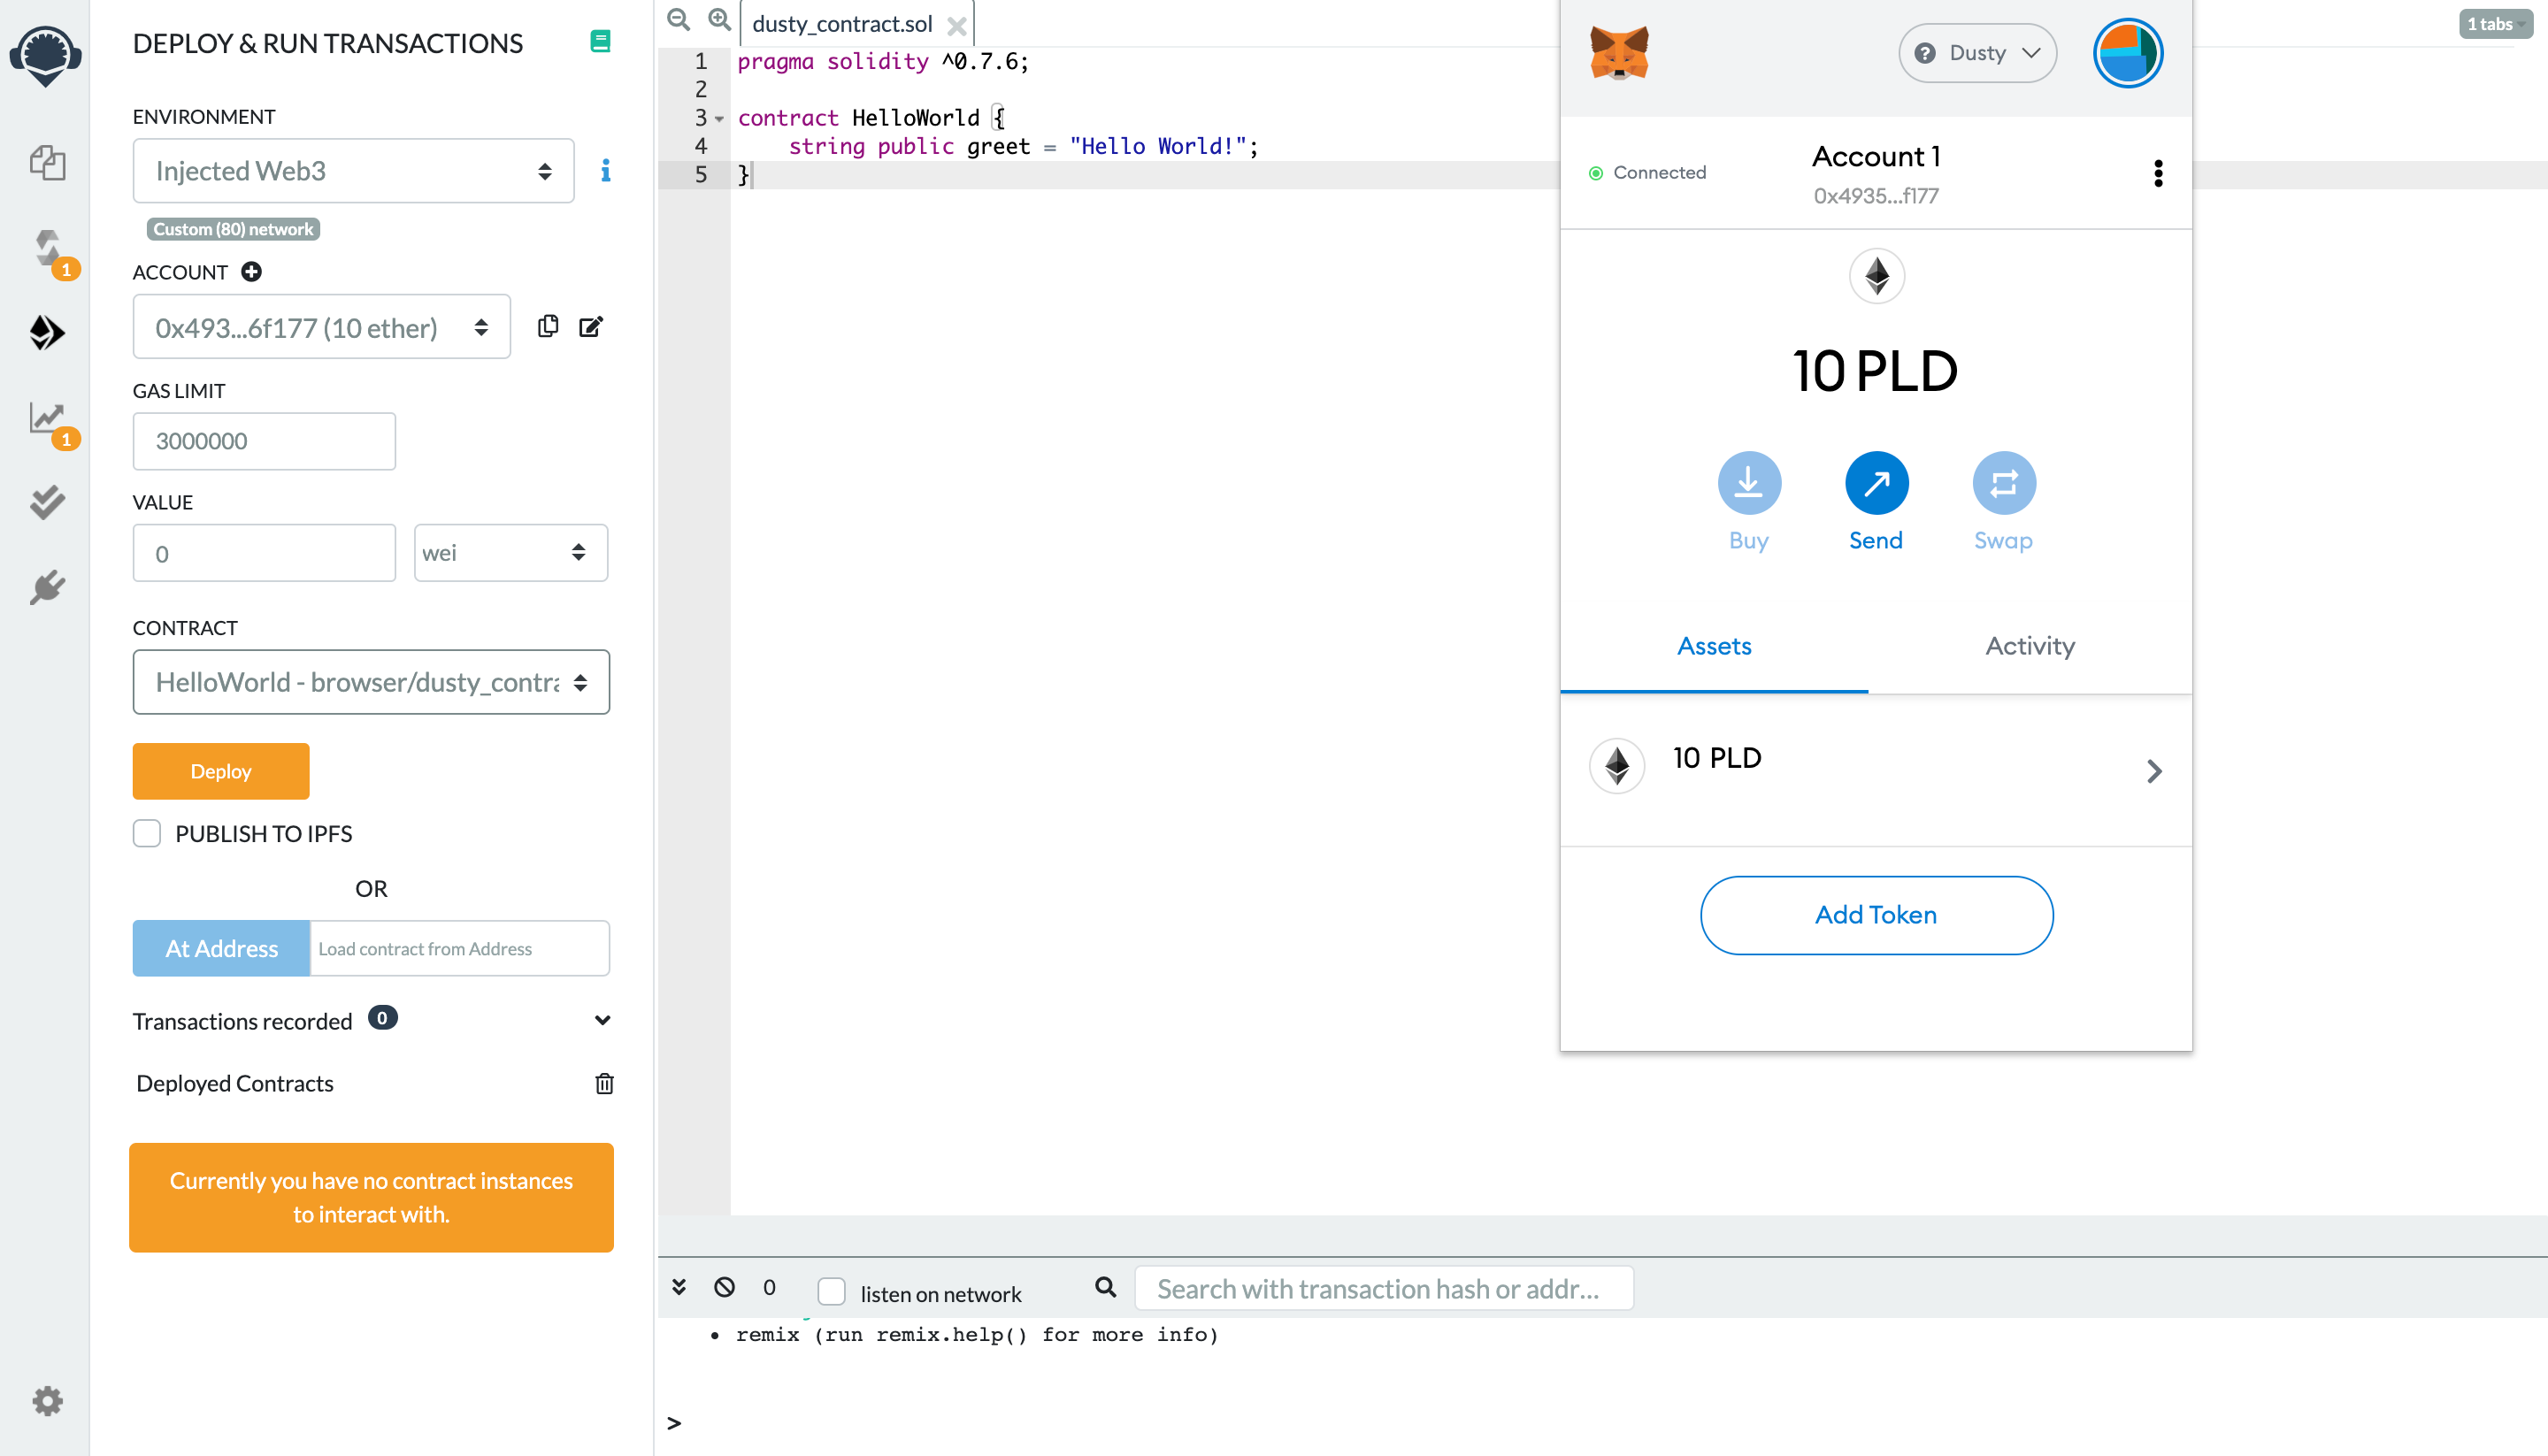 DEPLOY & RUN TRANSACTIONS
ENVIRONMENT
Injected Web3
Custom (80) network
ACCOUNT
0x493...6f177 (10 ether)
GAS LIMIT
3000000
VALUE
0
wei
CONTRACT
HelloWorld - browser/dusty_contra
Deploy
PUBLISH TO IPFS
OR
At Address
Load contract from Address
Transactions recorded 0
Deployed Contracts
Currently you have no contract instances
to interact with.
1
1
dusty_contract.sol
1 tabs
1 pragma solidity ^0.7.6;
2
3 contract HelloWorld {
4 string public greet = "Hello World!";
5 }
Dusty
Connected
Account 1
0x4935...f177
10 PLD
Buy
Send
Swap
Assets
Activity
10 PLD
Add Token
0
listen on network
Search with transaction hash or addr...
• remix (run remix.help() for more info)
>